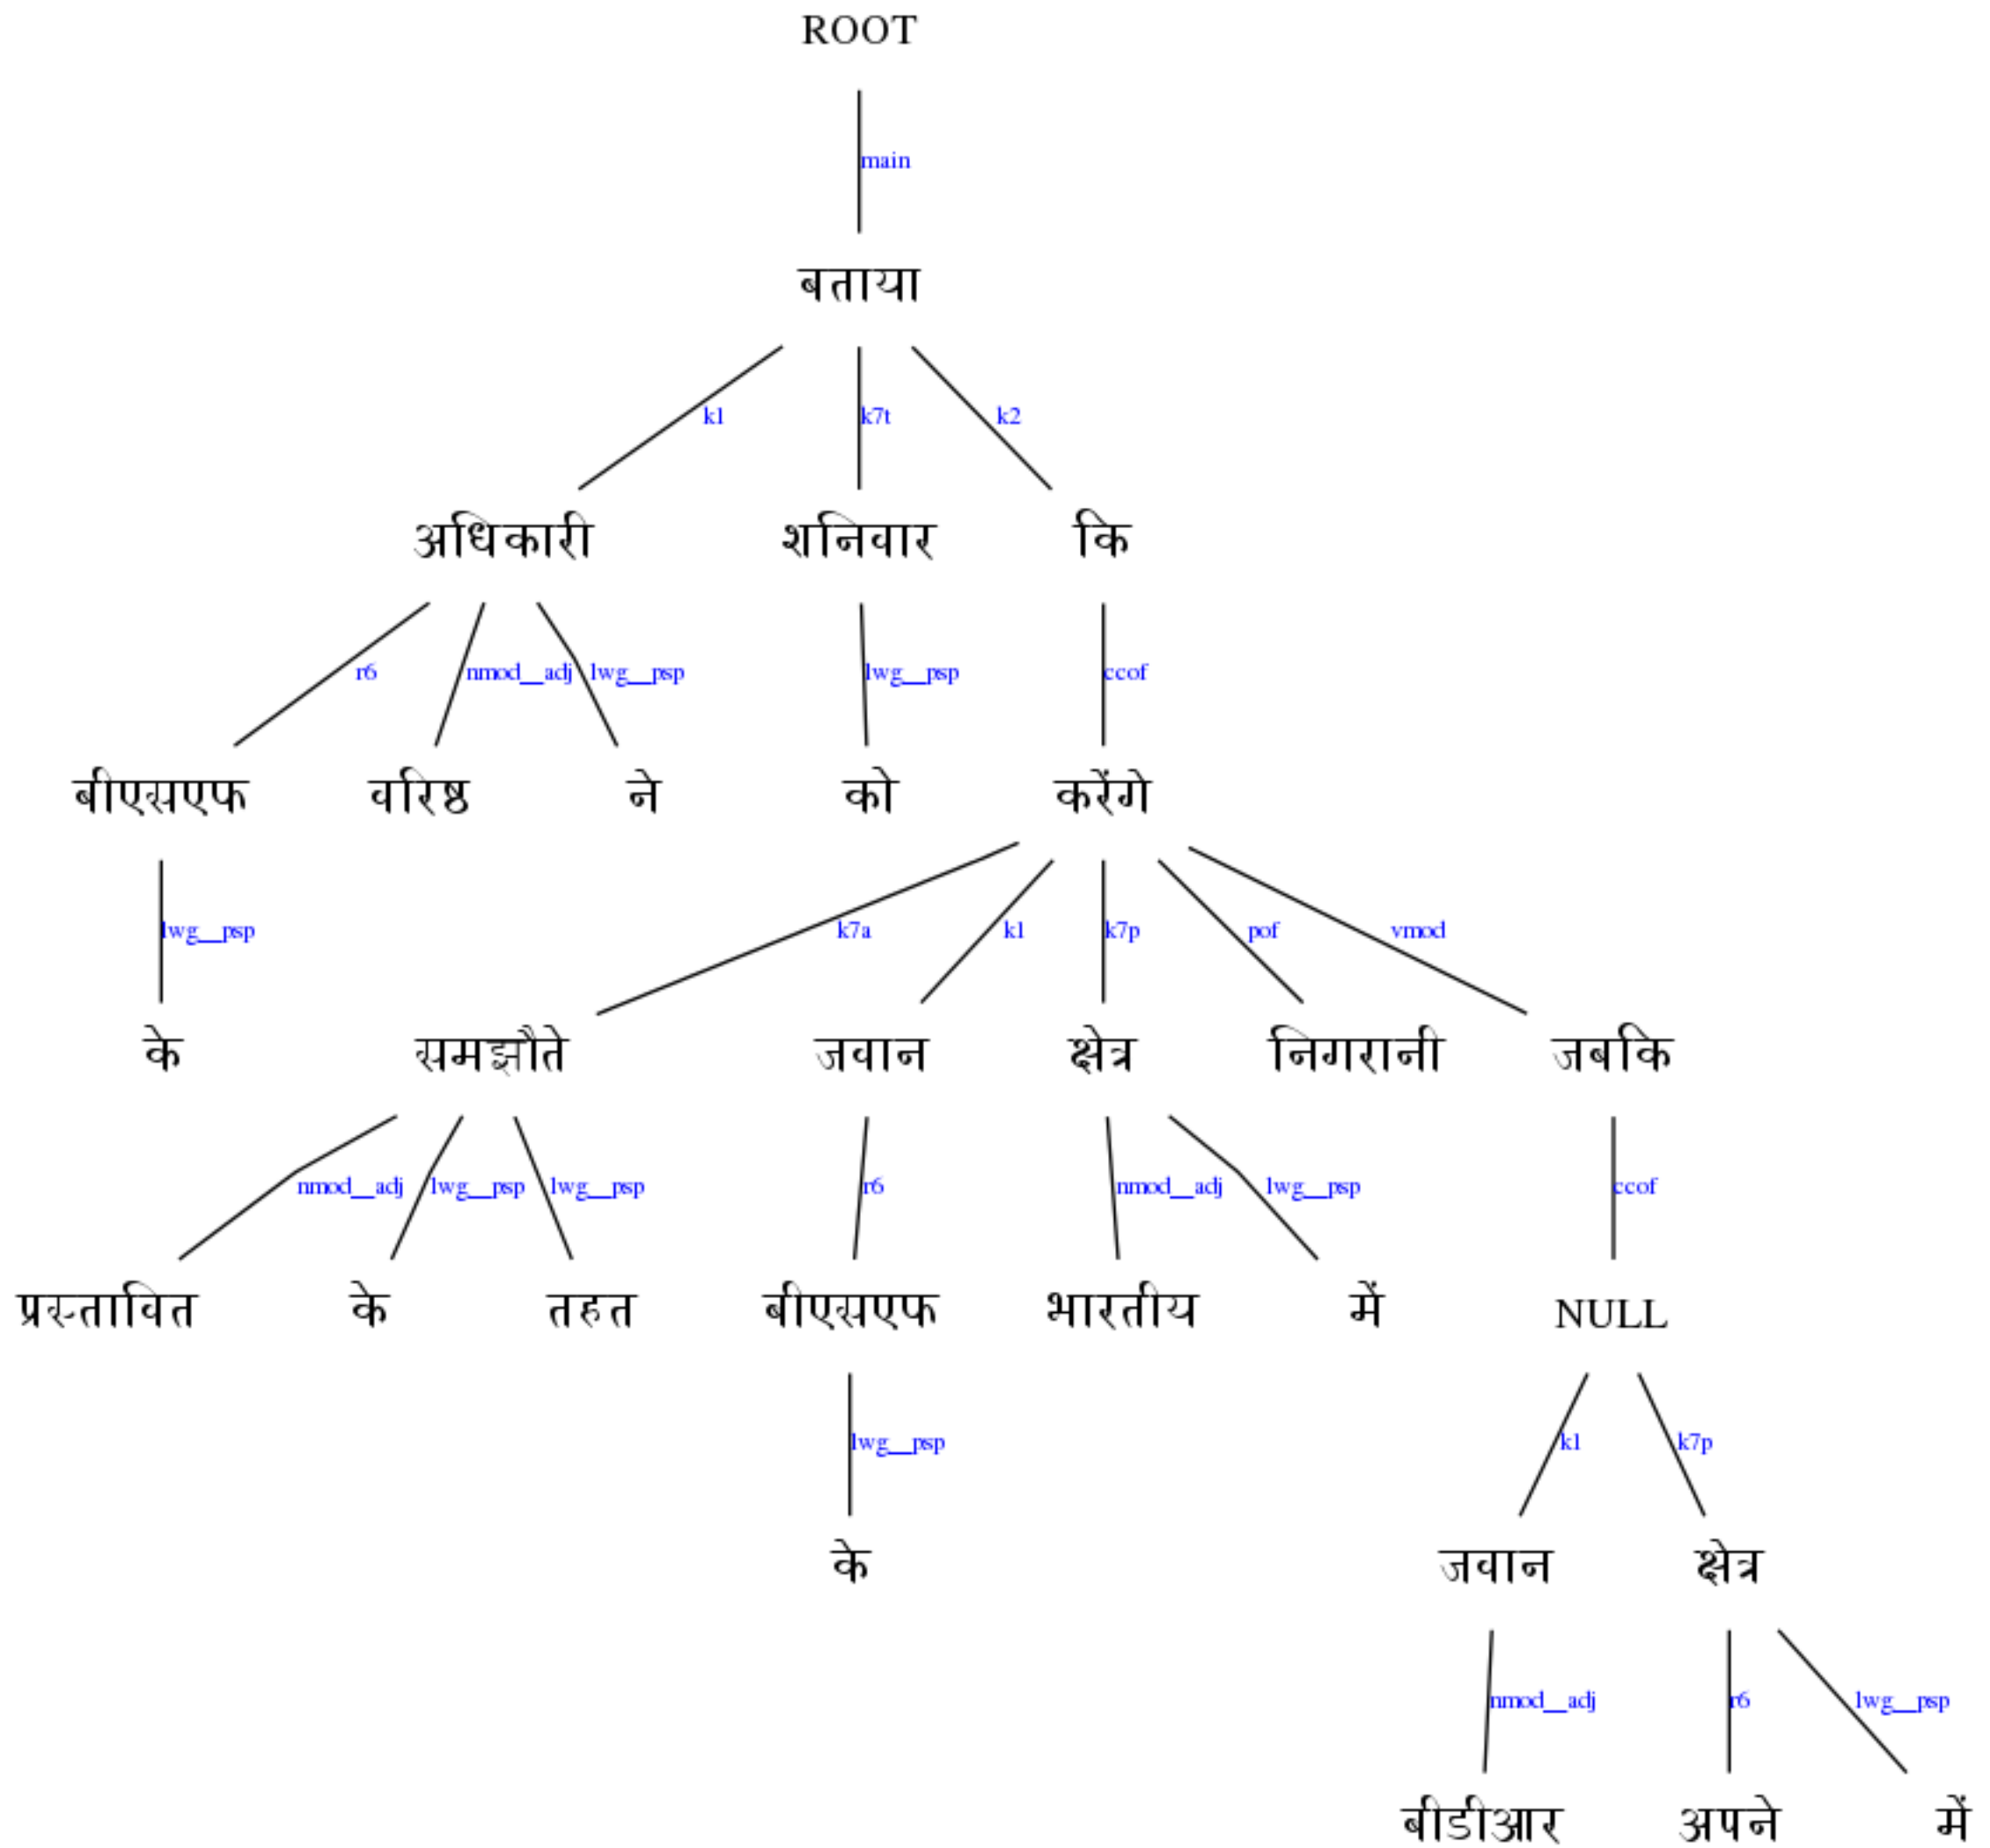 ROOT
main
बताया
k1 k7t k2
अधिकारी शनिवार कि
r6 nmod__adj lwg__psp lwg__psp ccof
बीएसएफ वरिष्ठ ने को करेंगे
lwg__psp k7a k1 k7p pof vmod
के समझौते जवान क्षेत्र निगरानी जबकि
nmod__adj lwg__psp lwg__psp r6 nmod__adj lwg__psp ccof
प्रस्तावित के तहत बीएसएफ भारतीय में NULL
lwg__psp k1 k7p
के जवान क्षेत्र
nmod__adj r6 lwg__psp
बीडीआर अपने में